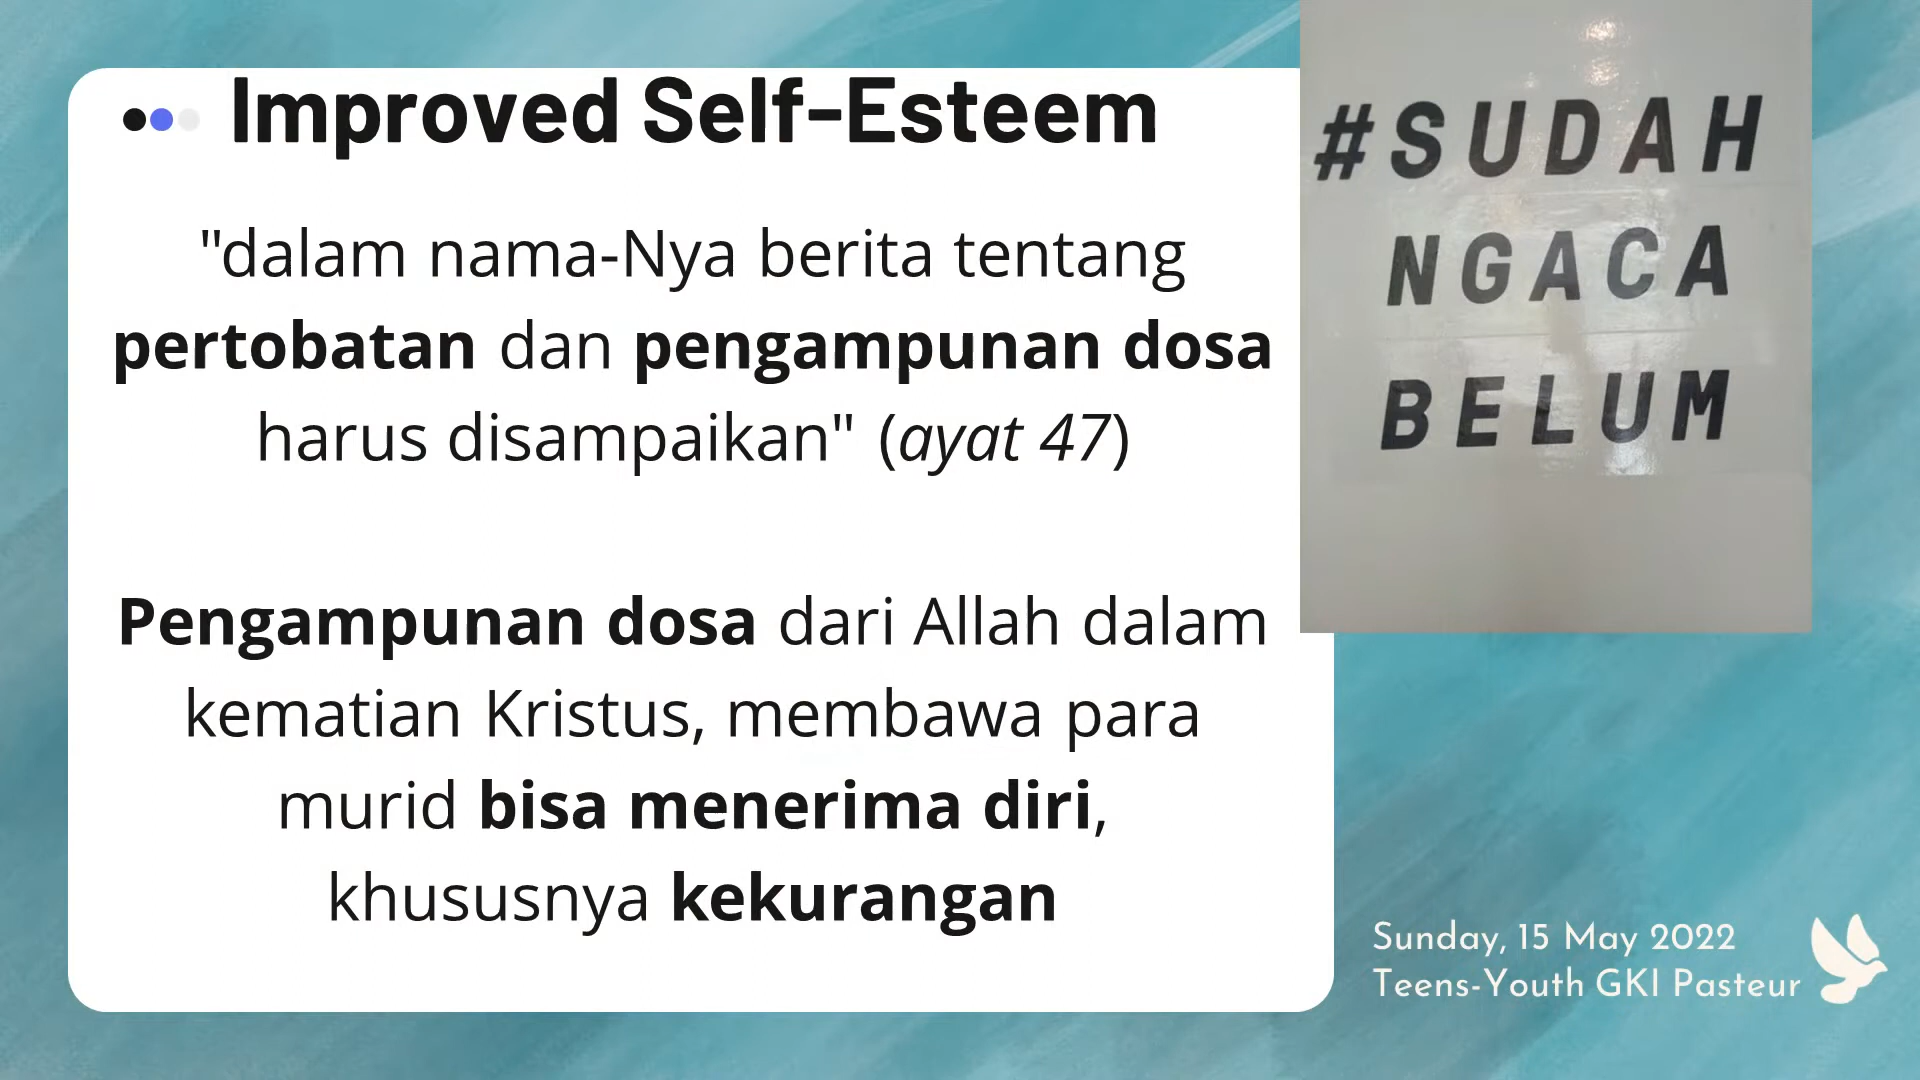 Improved Self-Esteem
"dalam nama-Nya berita tentang
pertobatan dan pengampunan dosa
harus disampaikan" (ayat 47)
Pengampunan dosa dari Allah dalam
kematian Kristus, membawa para
murid bisa menerima diri,
khususnya kekurangan
#SUDAH
NGACA
BELUM
Sunday, 15 May 2022
Teens-Youth GKI Pasteur